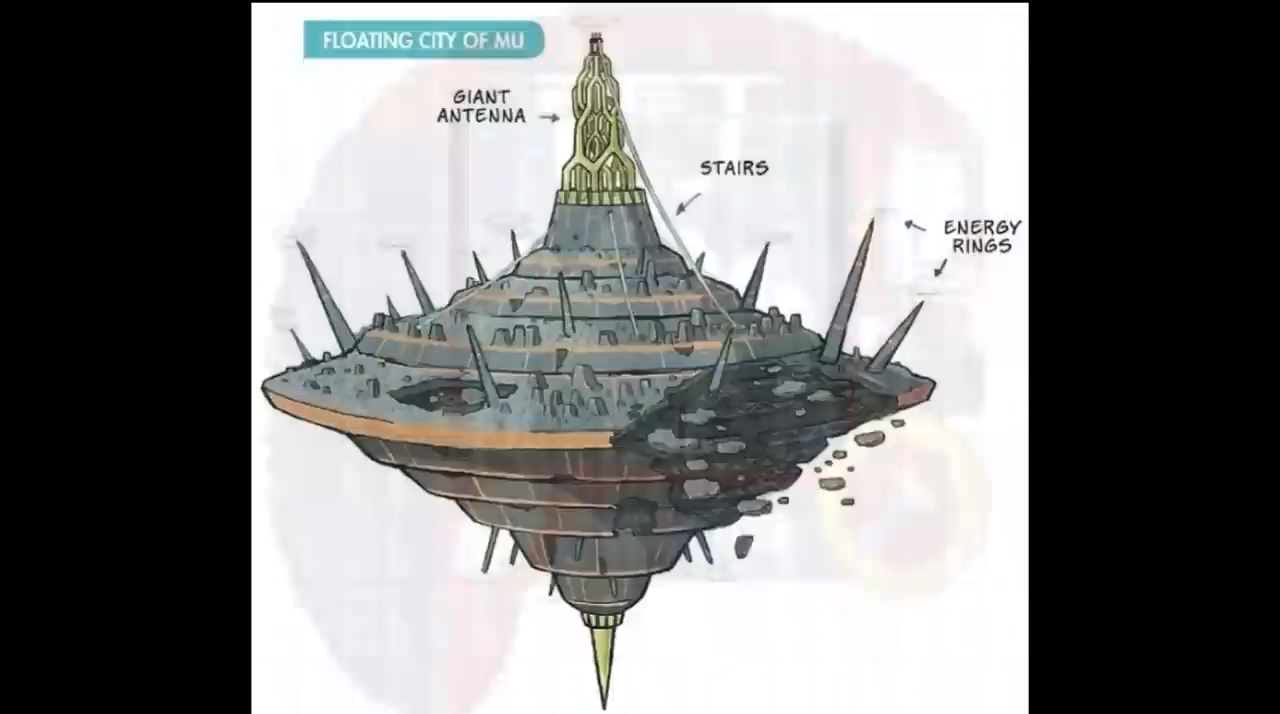 FLOATING CITY OF MU
GIANT
ANTENNA
STAIRS
ENERGY
RINGS